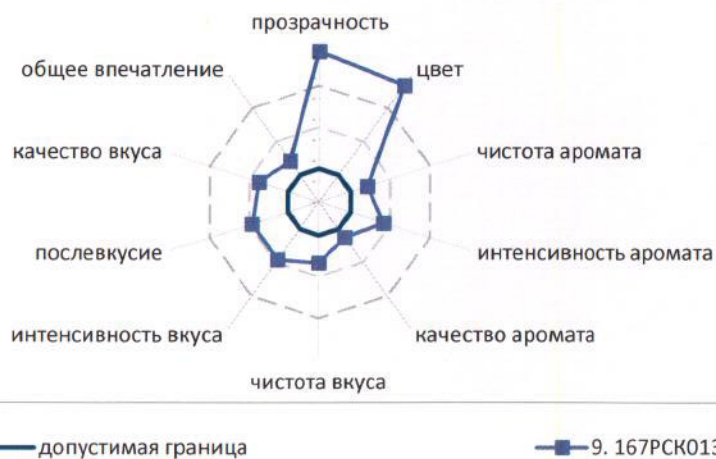 прозрачность
общее впечатление
цвет
качество вкуса
чистота аромата
послевкусие
интенсивность аромата
интенсивность вкуса
качество аромата
чистота вкуса
допустимая граница
9. 167РСК013